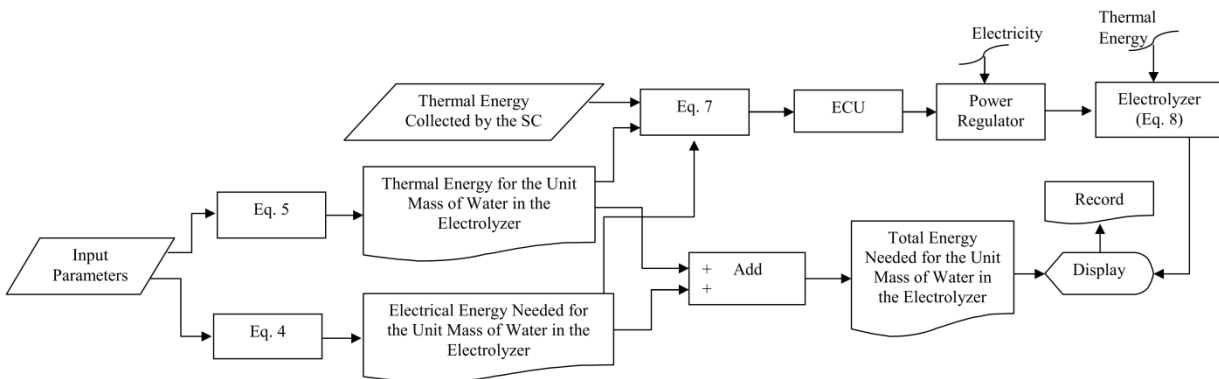 Electricity
Thermal
Energy
Thermal Energy
Collected by the SC
Eq. 7
ECU
Power
Regulator
Electrolyzer
(Eq. 8)
Thermal Energy for the Unit
Mass of Water in the
Electrolyzer
Eq. 5
Record
Input
Parameters
+ Add
+
Total Energy
Needed for the Unit
Mass of Water in
the Electrolyzer
Display
Eq. 4
Electrical Energy Needed for
the Unit Mass of Water in the
Electrolyzer